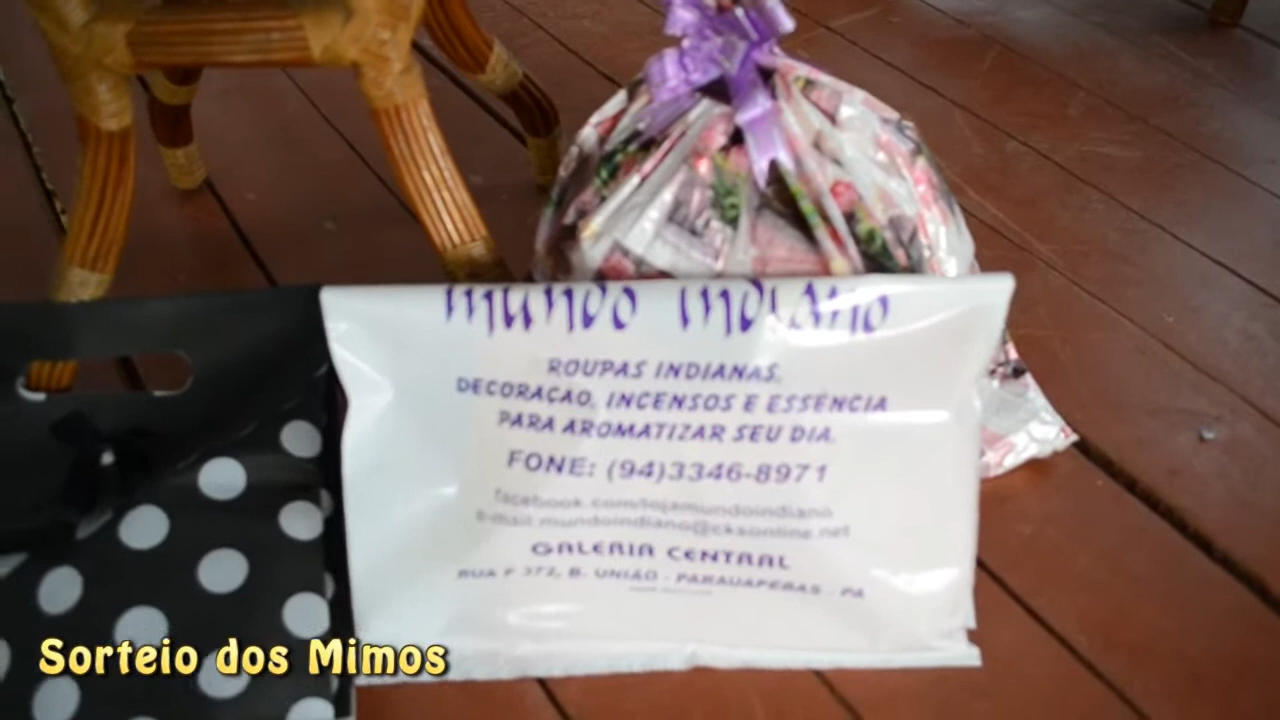 mundo indiano
ROUPAS INDIANAS,
DECORAÇAO, INCENSOS E ESSÊNCIA
PARA AROMATIZAR SEU DIA.
FONE: (94)3346-8971
facebook.com/lojamundoindiano
e-mail: mundoindiano@cksonline.net
GALERIA CENTRAL
RUA F 372, B. UNIÃO - PARAUAPEBAS - PA
Sorteio dos Mimos